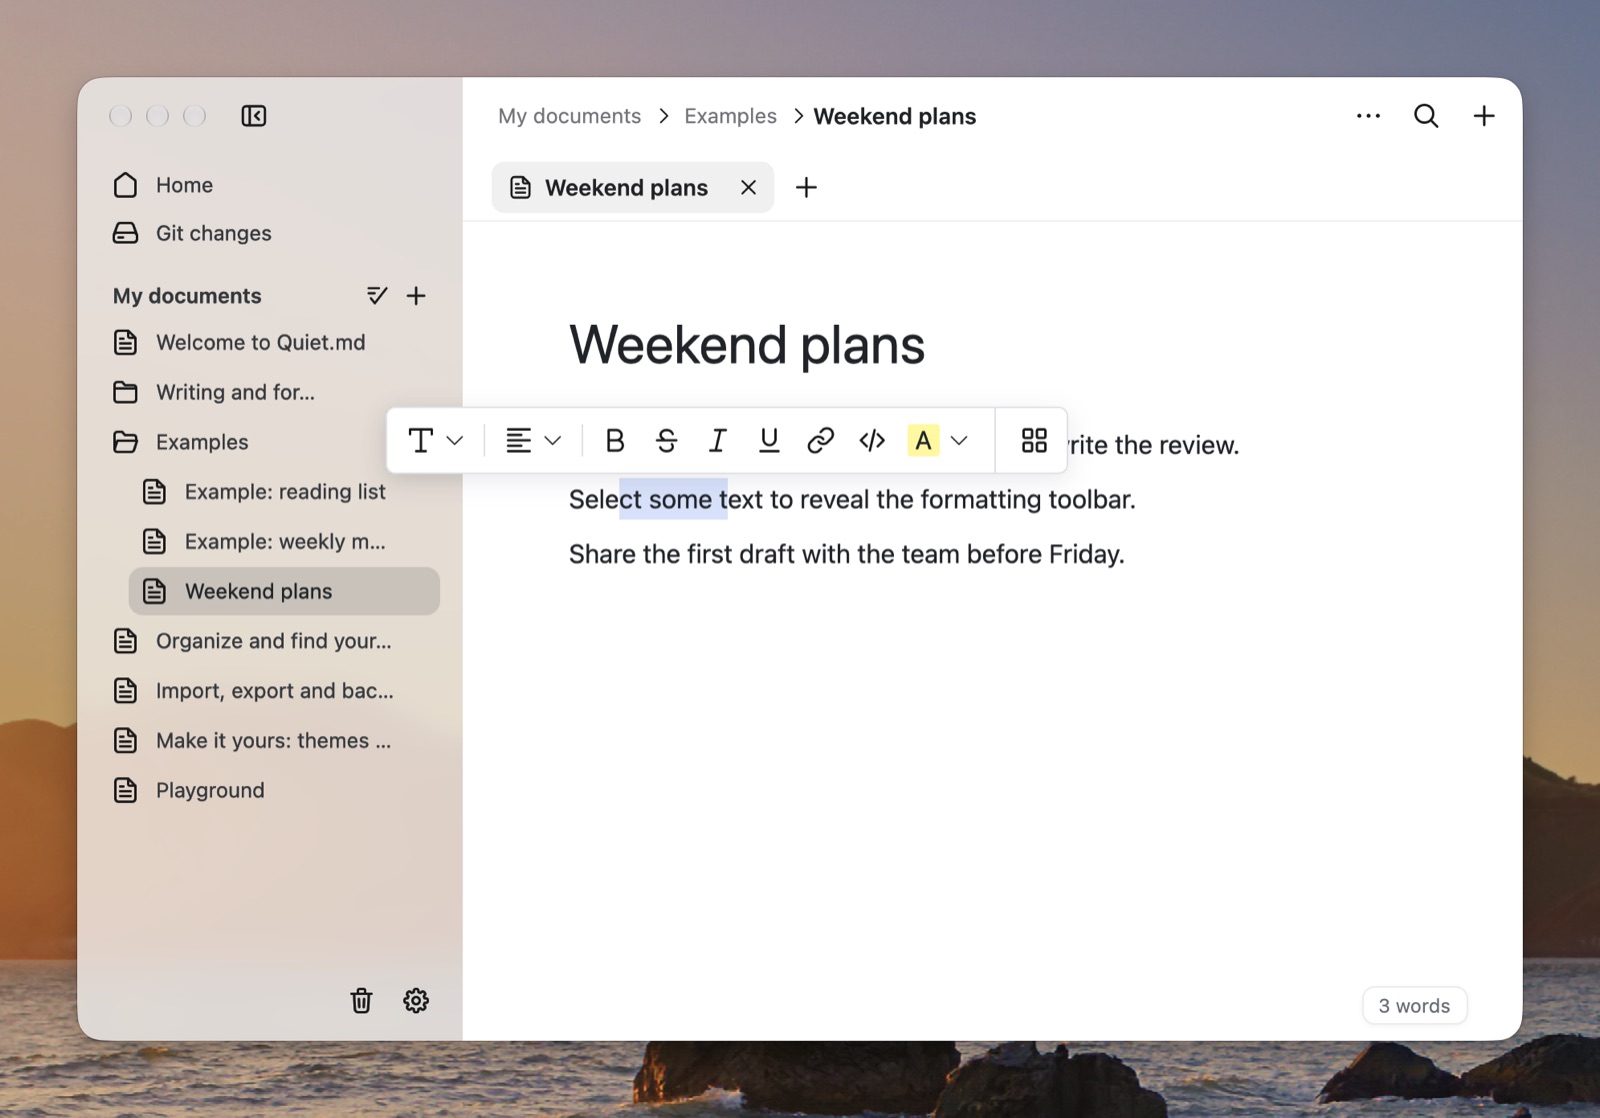 My documents > Examples > Weekend plans
Weekend plans
Home
Git changes
My documents
Welcome to Quiet.md
Writing and for...
Examples
Example: reading list
Example: weekly m...
Weekend plans
Organize and find your...
Import, export and bac...
Make it yours: themes ...
Playground
Weekend plans
T B S I U </> A
the review.
Select some text to reveal the formatting toolbar.
Share the first draft with the team before Friday.
3 words